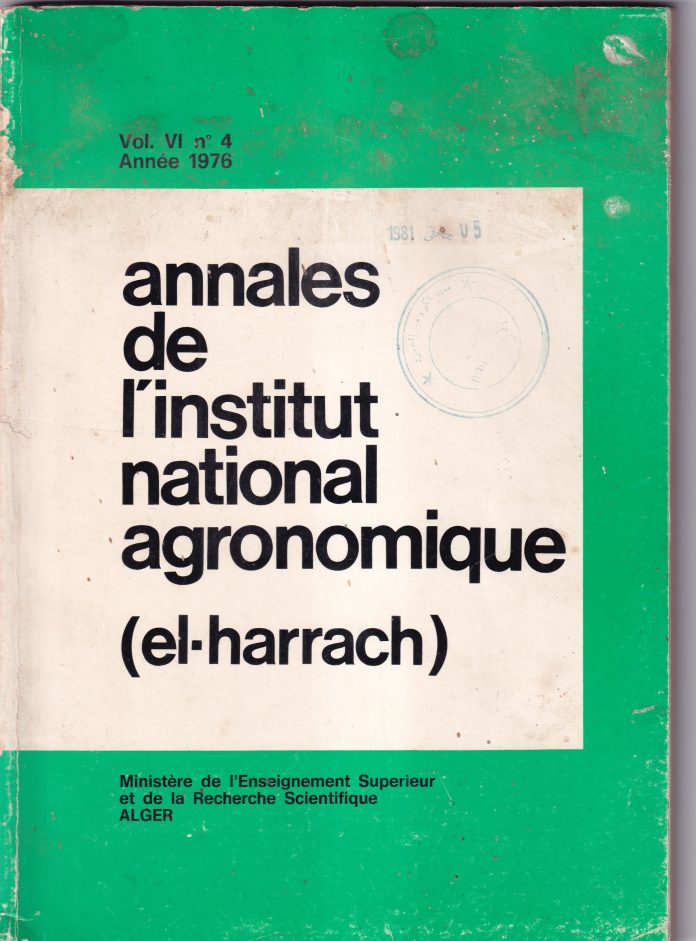 Vol. VI n° 4
Année 1976
1981 05
annales
de
l'institut
national
agronomique
(el-harrach)
Ministère de l'Enseignement Superieur
et de la Recherche Scientifique
ALGER